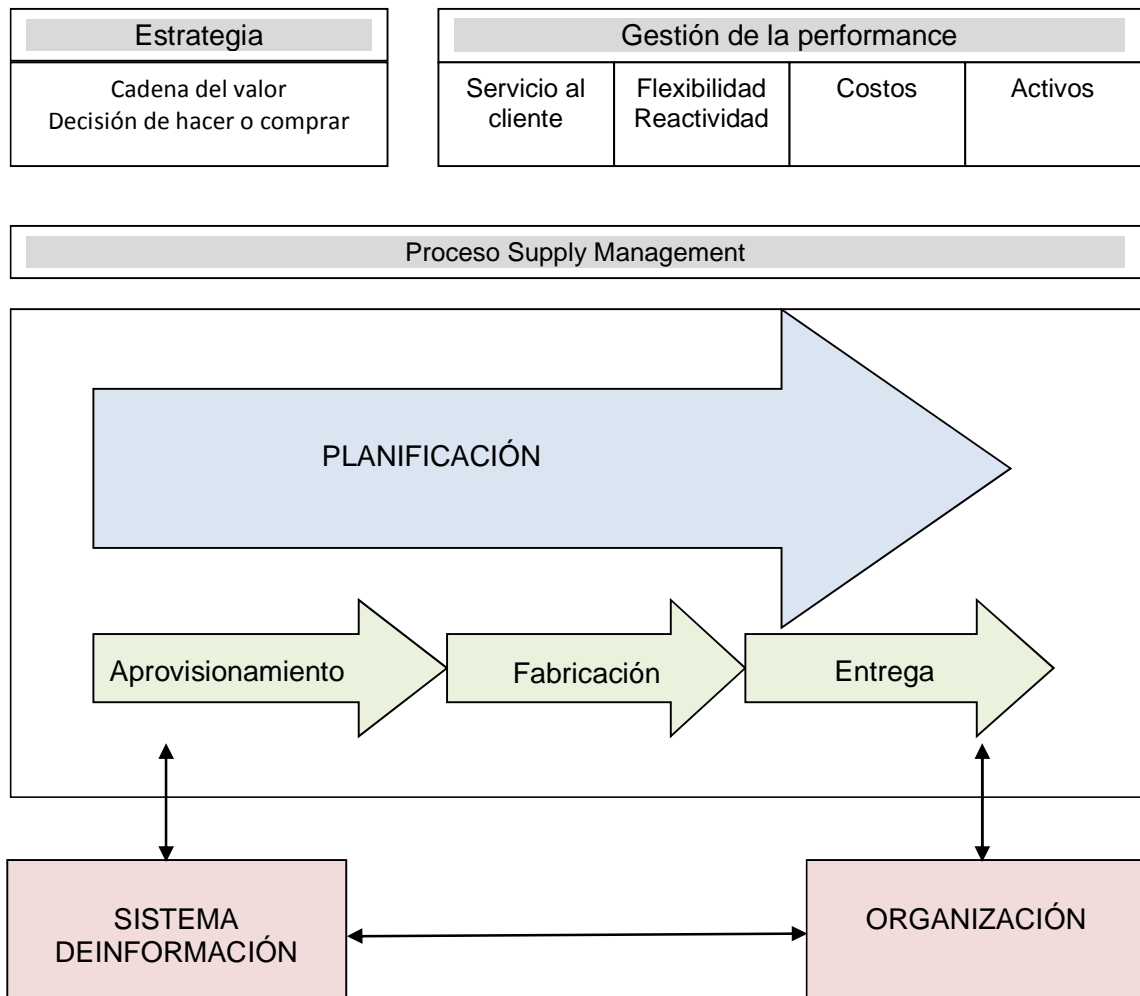 Estrategia
Cadena del valor
Decisión de hacer o comprar
Gestión de la performance
Servicio al
cliente
Flexibilidad
Reactividad
Costos
Activos
Proceso Supply Management
PLANIFICACIÓN
Aprovisionamiento
Fabricación
Entrega
SISTEMA
DEINFORMACIÓN
ORGANIZACIÓN